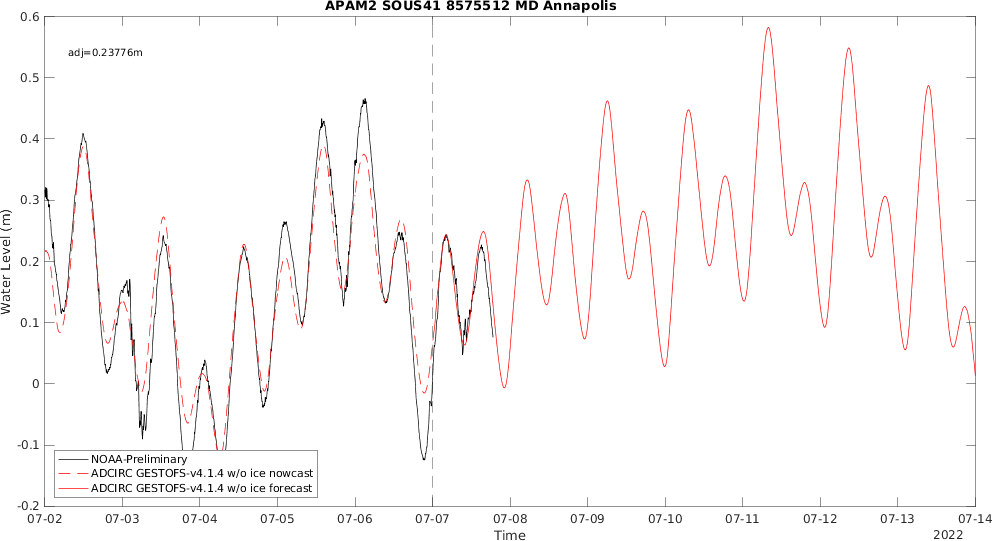 APAM2 SOUS41 8575512 MD Annapolis
adj=0.23776m
0.6
0.5
0.4
0.3
0.2
0.1
0
-0.1
-0.2
Water Level (m)
NOAA-Preliminary
ADCIRC GESTOFS-v4.1.4 w/o ice nowcast
ADCIRC GESTOFS-v4.1.4 w/o ice forecast
07-02 07-03 07-04 07-05 07-06 07-07 07-08 07-09 07-10 07-11 07-12 07-13 07-14
Time
2022